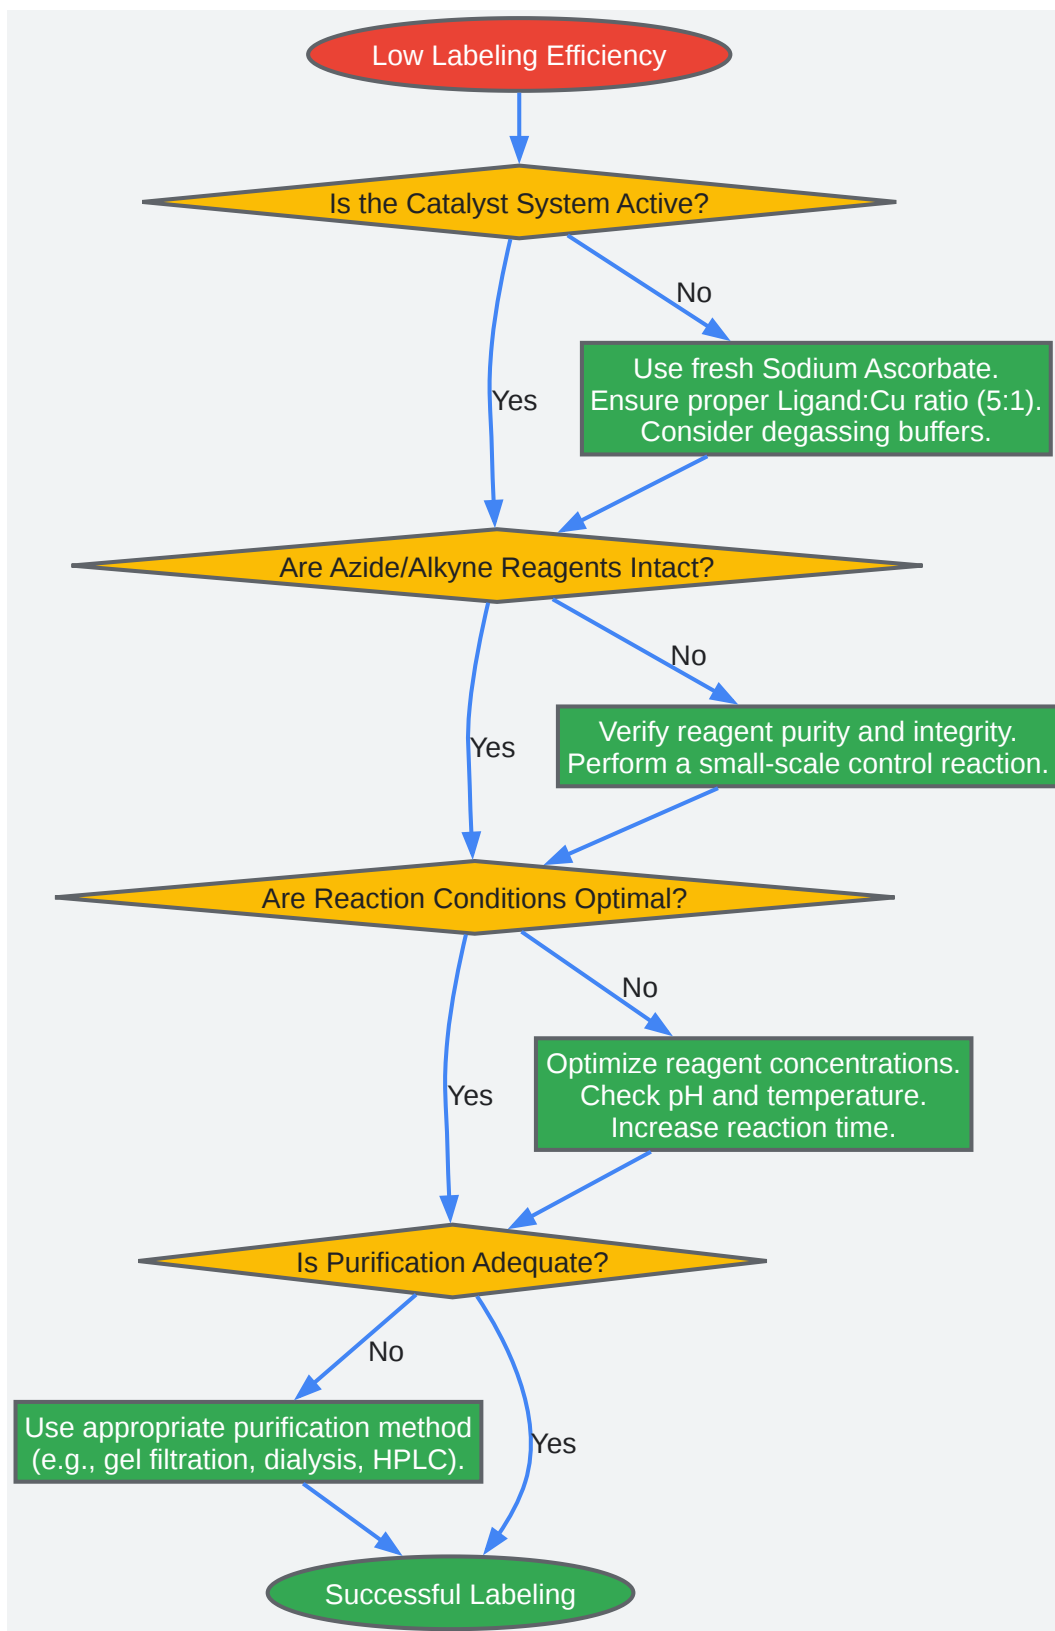 Low Labeling Efficiency
Is the Catalyst System Active?
No
Use fresh Sodium Ascorbate.
Ensure proper Ligand:Cu ratio (5:1).
Consider degassing buffers.
Yes
Are Azide/Alkyne Reagents Intact?
No
Verify reagent purity and integrity.
Perform a small-scale control reaction.
Yes
Are Reaction Conditions Optimal?
No
Optimize reagent concentrations.
Check pH and temperature.
Increase reaction time.
Yes
Is Purification Adequate?
No
Use appropriate purification method
(e.g., gel filtration, dialysis, HPLC).
Yes
Successful Labeling